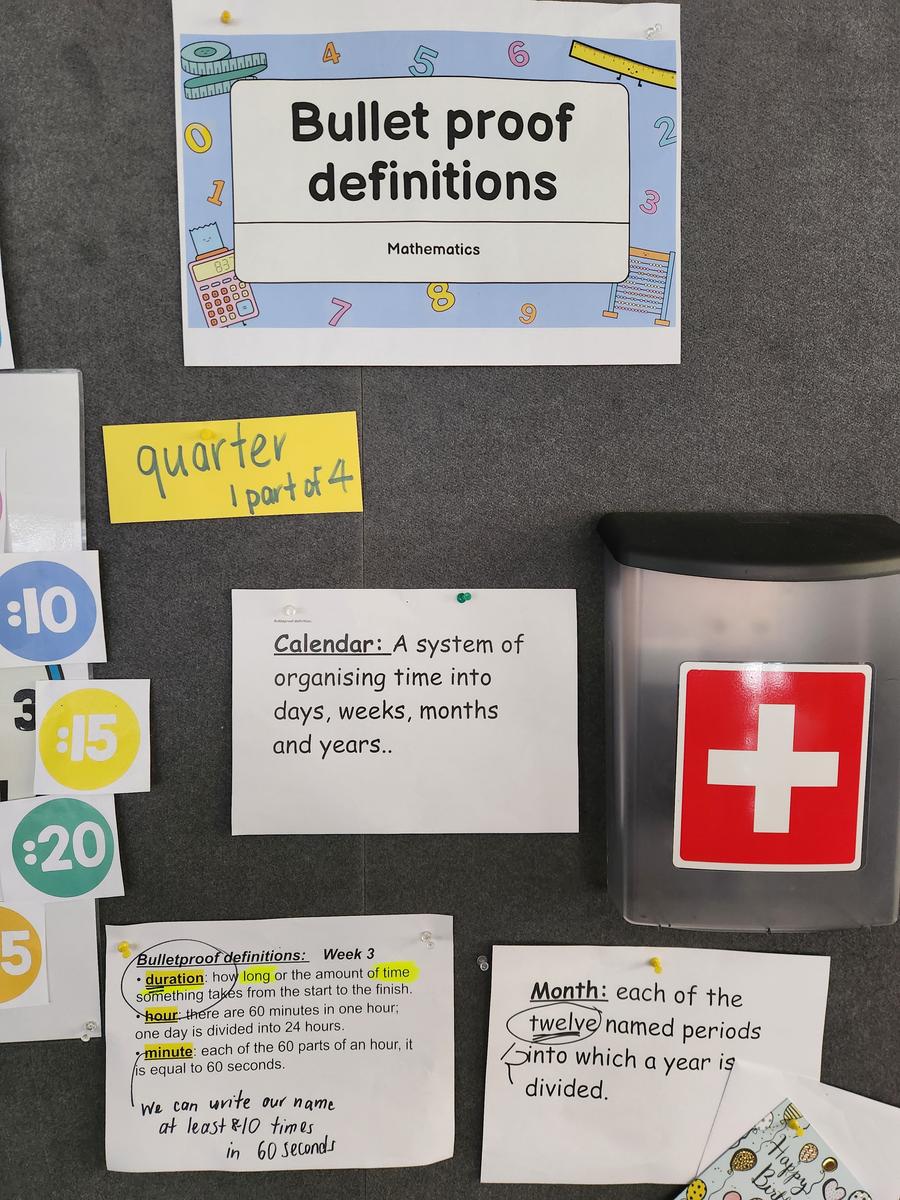 4
5
6
0
2
1
3
Bullet proof
definitions
Mathematics
83
7
8
9
quarter
1 part of 4
:10
3
:15
:20
5
Bulletproof definitions:
Calendar: A system of
organising time into
days, weeks, months
and years..
Bulletproof definitions: Week 3
• duration: how long or the amount of time
something takes from the start to the finish.
• hour: there are 60 minutes in one hour;
one day is divided into 24 hours.
• minute: each of the 60 parts of an hour, it
is equal to 60 seconds.
We can write our name
at least 8-10 times
in 60 seconds
Month: each of the
twelve named periods
into which a year is
divided.
Happy